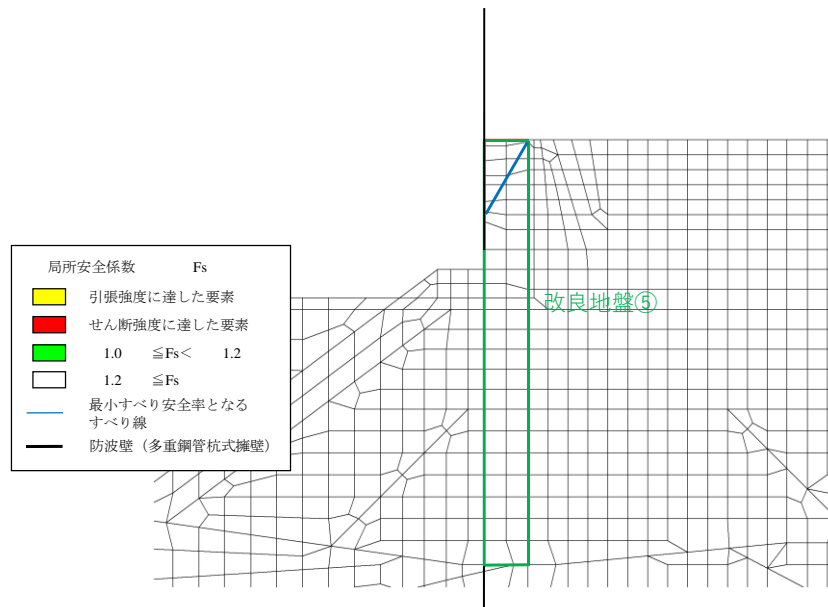 局所安全係数 Fs
引張強度に達した要素
せん断強度に達した要素
1.0 ≦Fs< 1.2
1.2 ≦Fs
最小すべり安全率となる
すべり線
防波壁（多重鋼管杭式擁壁）
改良地盤⑤